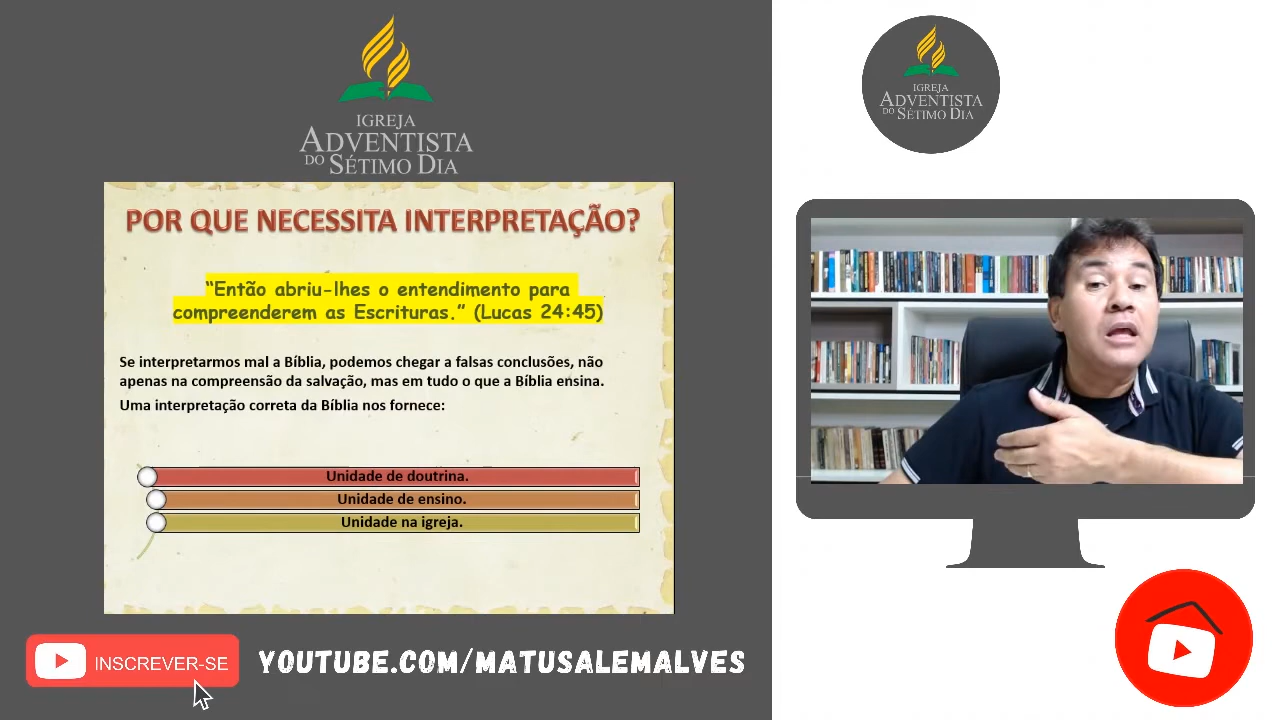 IGREJA
ADVENTISTA
DO SÉTIMO DIA
POR QUE NECESSITA INTERPRETAÇÃO?
“Então abriu-lhes o entendimento para
compreenderem as Escrituras.” (Lucas 24:45)
Se interpretarmos mal a Bíblia, podemos chegar a falsas conclusões, não
apenas na compreensão da salvação, mas em tudo o que a Bíblia ensina.
Uma interpretação correta da Bíblia nos fornece:
Unidade de doutrina.
Unidade de ensino.
Unidade na igreja.
INSCREVER-SE
YOUTUBE.COM/MATUSALEMALVES
IGREJA
ADVENTISTA
DO SÉTIMO DIA